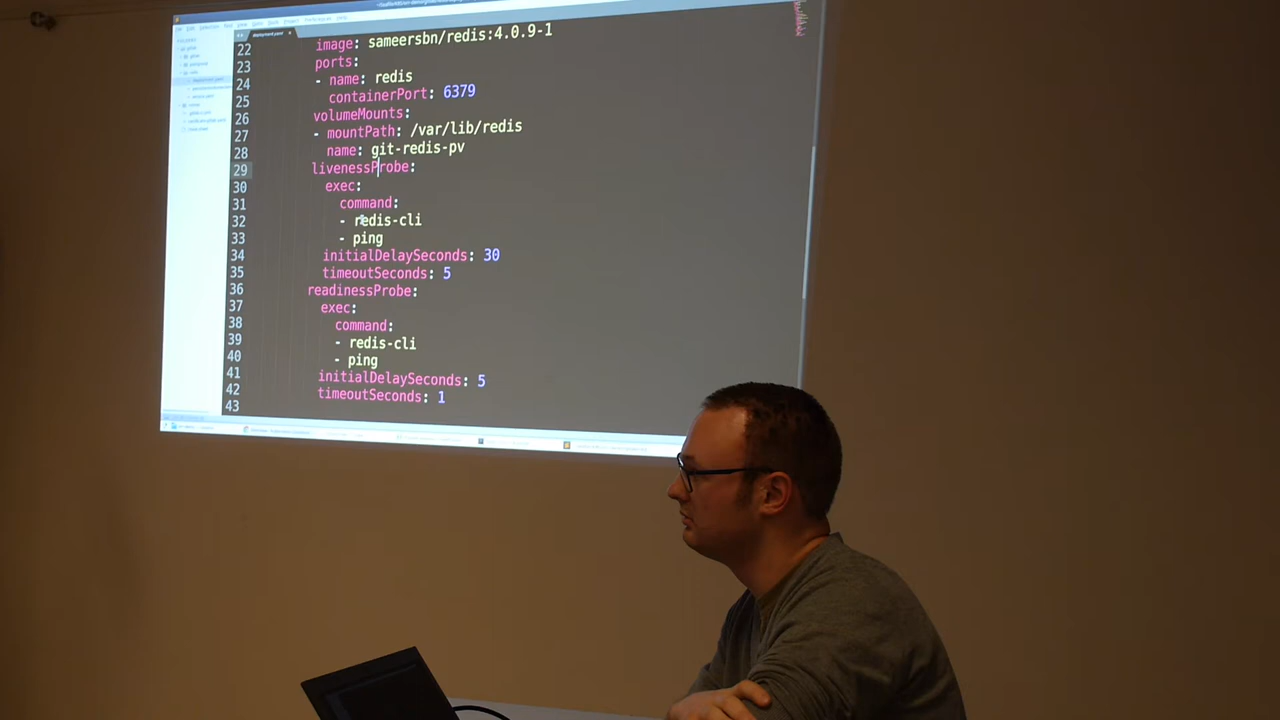 deployment.yaml
22 image: sameersbn/redis:4.0.9-1
23 ports:
24 - name: redis
25 containerPort: 6379
26 volumeMounts:
27 - mountPath: /var/lib/redis
28 name: git-redis-pv
29 livenessProbe:
30 exec:
31 command:
32 - redis-cli
33 - ping
34 initialDelaySeconds: 30
35 timeoutSeconds: 5
36 readinessProbe:
37 exec:
38 command:
39 - redis-cli
40 - ping
41 initialDelaySeconds: 5
42 timeoutSeconds: 1
43